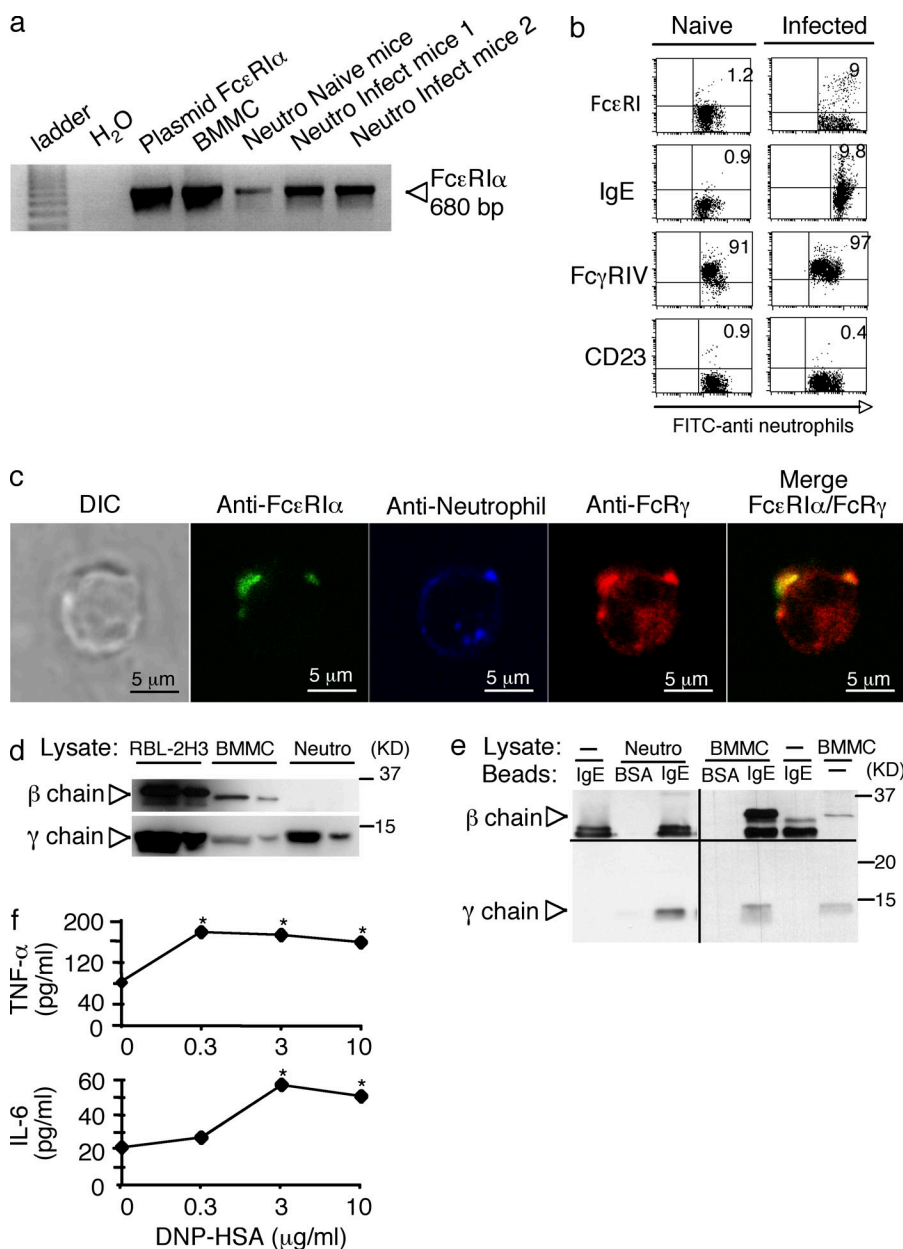 a
ladder
H₂O
Plasmid FcεRIα
BMMC
Neutro Naive mice
Neutro Infect mice 1
Neutro Infect mice 2
FcεRIα
680 bp
b
Naive Infected
FcεRI
1.2 9
IgE
0.9 9.8
FcγRIV
91 97
CD23
0.9 0.4
FITC-anti neutrophils
c
DIC
Anti-FcεRIα
Anti-Neutrophil
Anti-FcRγ
Merge
FcεRIα/FcRγ
5 μm 5 μm 5 μm 5 μm 5 μm
d
Lysate: RBL-2H3 BMMC Neutro (KD)
β chain 37
γ chain 15
e
Lysate: – Neutro BMMC – BMMC
Beads: IgE BSA IgE BSA IgE IgE – (KD)
37
β chain
20
15
γ chain
f
TNF-α
(pg/ml)
200
120
40
0
* * *
0 0.3 3 10
IL-6
(pg/ml)
60
40
20
0
* *
0 0.3 3 10
DNP-HSA (μg/ml)